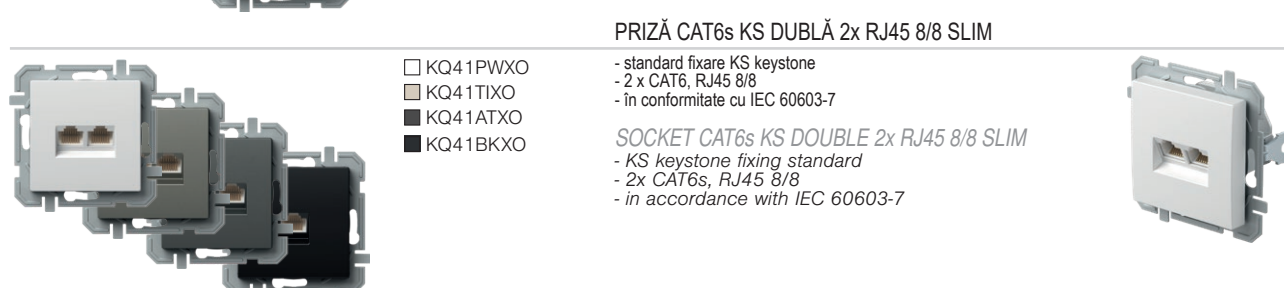 PRIZĂ CAT6s KS DUBLĂ 2x RJ45 8/8 SLIM
KQ41PWXO
KQ41TIXO
KQ41ATXO
KQ41BKXO
- standard fixare KS keystone
- 2 x CAT6, RJ45 8/8
- în conformitate cu IEC 60603-7
SOCKET CAT6s KS DOUBLE 2x RJ45 8/8 SLIM
- KS keystone fixing standard
- 2x CAT6s, RJ45 8/8
- in accordance with IEC 60603-7